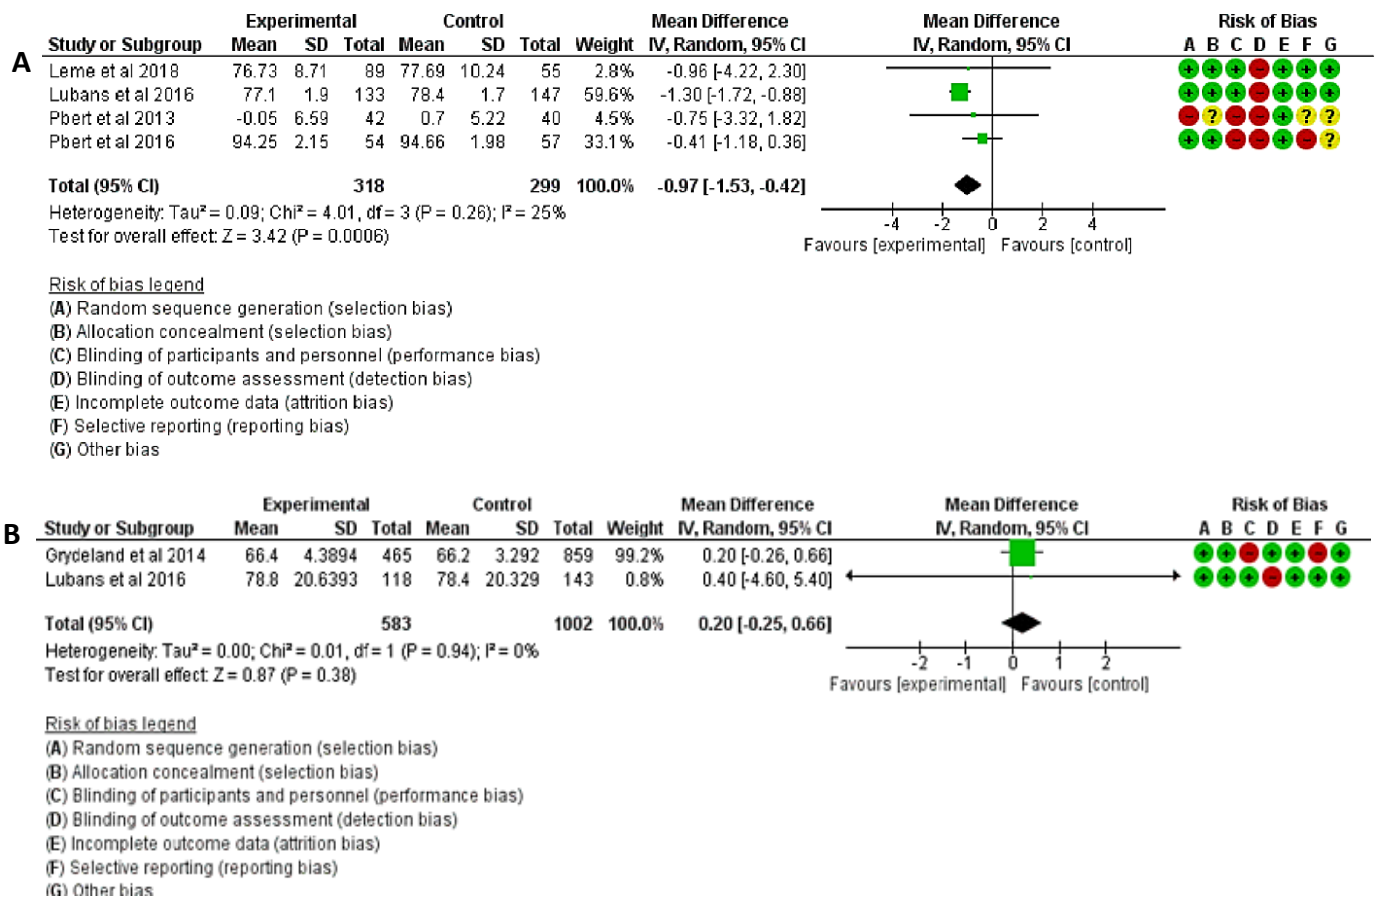 A
Experimental Control Mean Difference Mean Difference Risk of Bias
Study or Subgroup Mean SD Total Mean SD Total Weight IV, Random, 95% CI IV, Random, 95% CI A B C D E F G
Leme et al 2018 76.73 8.71 89 77.69 10.24 55 2.8% -0.96 [-4.22, 2.30] + + + - + + +
Lubans et al 2016 77.1 1.9 133 78.4 1.7 147 59.6% -1.30 [-1.72, -0.88] + + + - + + +
Pbert et al 2013 -0.05 6.59 42 0.7 5.22 40 4.5% -0.75 [-3.32, 1.82] - ? - - + ? ?
Pbert et al 2016 94.25 2.15 54 94.66 1.98 57 33.1% -0.41 [-1.18, 0.36] + + - - + - ?
Total (95% CI) 318 299 100.0% -0.97 [-1.53, -0.42]
Heterogeneity: Tau² = 0.09; Chi² = 4.01, df = 3 (P = 0.26); I² = 25%
Test for overall effect: Z = 3.42 (P = 0.0006)
-4 -2 0 2 4
Favours [experimental] Favours [control]
Risk of bias legend
(A) Random sequence generation (selection bias)
(B) Allocation concealment (selection bias)
(C) Blinding of participants and personnel (performance bias)
(D) Blinding of outcome assessment (detection bias)
(E) Incomplete outcome data (attrition bias)
(F) Selective reporting (reporting bias)
(G) Other bias
B
Experimental Control Mean Difference Mean Difference Risk of Bias
Study or Subgroup Mean SD Total Mean SD Total Weight IV, Random, 95% CI IV, Random, 95% CI A B C D E F G
Grydeland et al 2014 66.4 4.3894 465 66.2 3.292 859 99.2% 0.20 [-0.26, 0.66] + + - + + - +
Lubans et al 2016 78.8 20.6393 118 78.4 20.329 143 0.8% 0.40 [-4.60, 5.40] + + + - + + +
Total (95% CI) 583 1002 100.0% 0.20 [-0.25, 0.66]
Heterogeneity: Tau² = 0.00; Chi² = 0.01, df = 1 (P = 0.94); I² = 0%
Test for overall effect: Z = 0.87 (P = 0.38)
-2 -1 0 1 2
Favours [experimental] Favours [control]
Risk of bias legend
(A) Random sequence generation (selection bias)
(B) Allocation concealment (selection bias)
(C) Blinding of participants and personnel (performance bias)
(D) Blinding of outcome assessment (detection bias)
(E) Incomplete outcome data (attrition bias)
(F) Selective reporting (reporting bias)
(G) Other bias